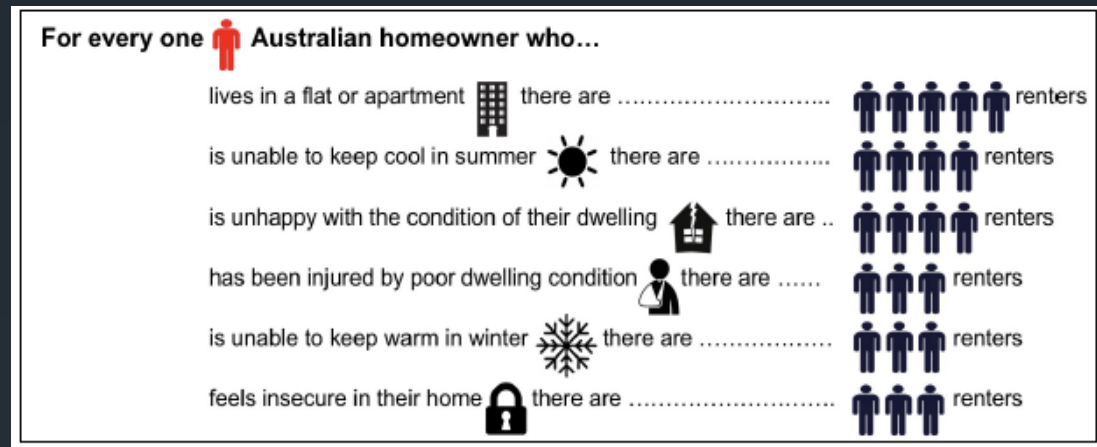 For every one Australian homeowner who...
lives in a flat or apartment there are ................................ renters
is unable to keep cool in summer there are .................. renters
is unhappy with the condition of their dwelling there are .. renters
has been injured by poor dwelling condition there are ...... renters
is unable to keep warm in winter there are ................... renters
feels insecure in their home there are .............................. renters